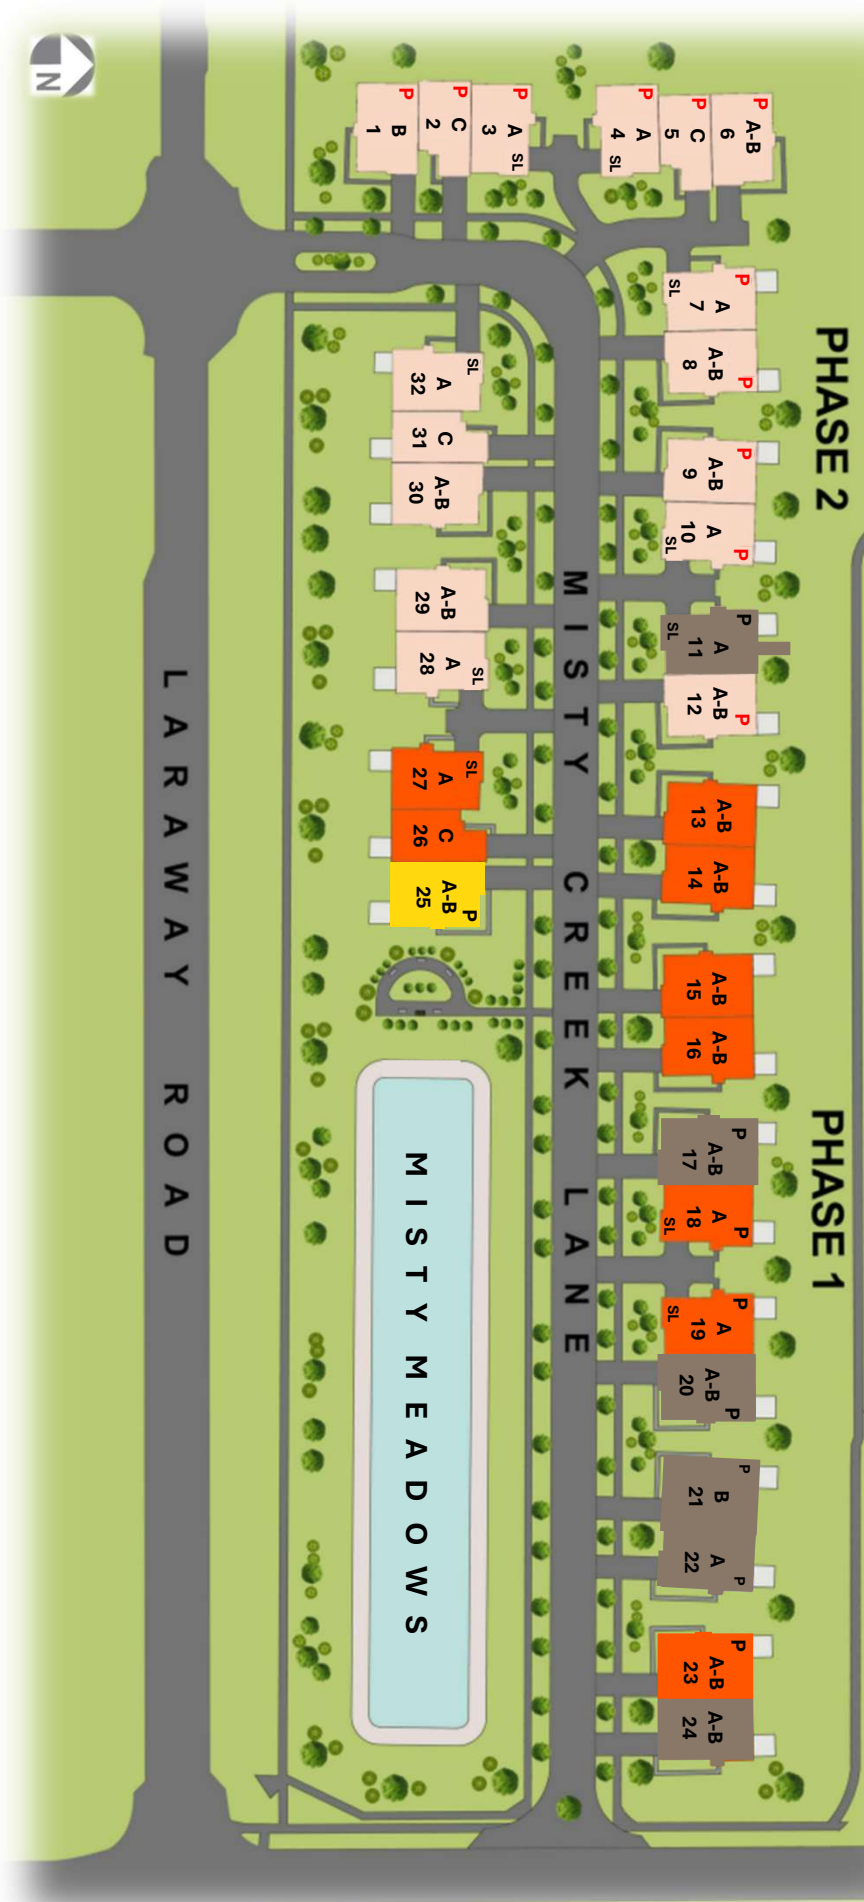 N
P
B
1
P
C
2
P
A
3
SL
P
A
4
SL
P
C
5
P
A-B
6
P
A
7
SL
A-B
8
P
P
A-B
9
A
10
SL
P
P
A
11
SL
A-B
12
P
A-B
13
A-B
14
A-B
15
A-B
16
P
A-B
17
A
18
SL
P
P
A
19
SL
A-B
20
P
P
B
21
A
22
P
P
A-B
23
A-B
24
A-B
25
P
C
26
A
27
SL
A
28
SL
A-B
29
A-B
30
C
31
A
32
SL
PHASE 2
PHASE 1
MISTY CREEK LANE
LARAWAY ROAD
MISTY MEADOWS